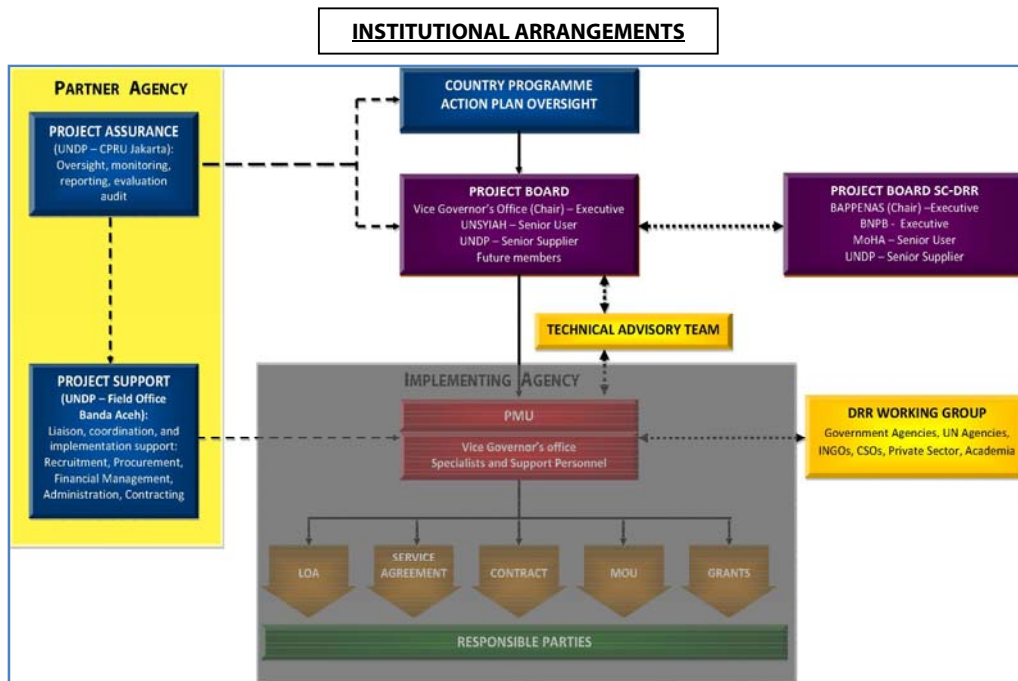 INSTITUTIONAL ARRANGEMENTS
PARTNER AGENCY
PROJECT ASSURANCE
(UNDP – CPRU Jakarta):
Oversight, monitoring,
reporting, evaluation
audit
COUNTRY PROGRAMME
ACTION PLAN OVERSIGHT
PROJECT BOARD
Vice Governor's Office (Chair) – Executive
UNSYIAH – Senior User
UNDP – Senior Supplier
Future members
PROJECT BOARD SC-DRR
BAPPENAS (Chair) –Executive
BNPB - Executive
MoHA – Senior User
UNDP – Senior Supplier
TECHNICAL ADVISORY TEAM
PROJECT SUPPORT
(UNDP – Field Office
Banda Aceh):
Liaison, coordination, and
implementation support:
Recruitment, Procurement,
Financial Management,
Administration, Contracting
IMPLEMENTING AGENCY
PMU
Vice Governor's office
Specialists and Support Personnel
DRR WORKING GROUP
Government Agencies, UN Agencies,
INGOs, CSOs, Private Sector, Academia
LOA
SERVICE
AGREEMENT
CONTRACT
MOU
GRANTS
RESPONSIBLE PARTIES